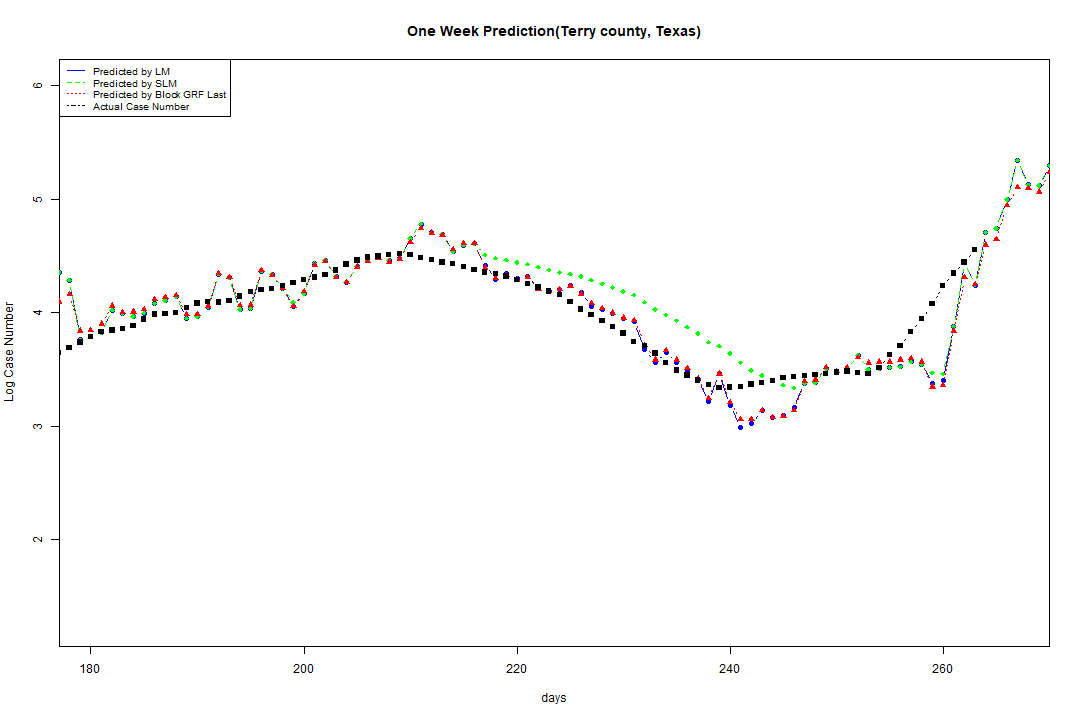 One Week Prediction(Terry county, Texas)
Predicted by LM
Predicted by SLM
Predicted by Block GRF Last
Actual Case Number
6
5
4
3
2
Log Case Number
180 200 220 240 260
days